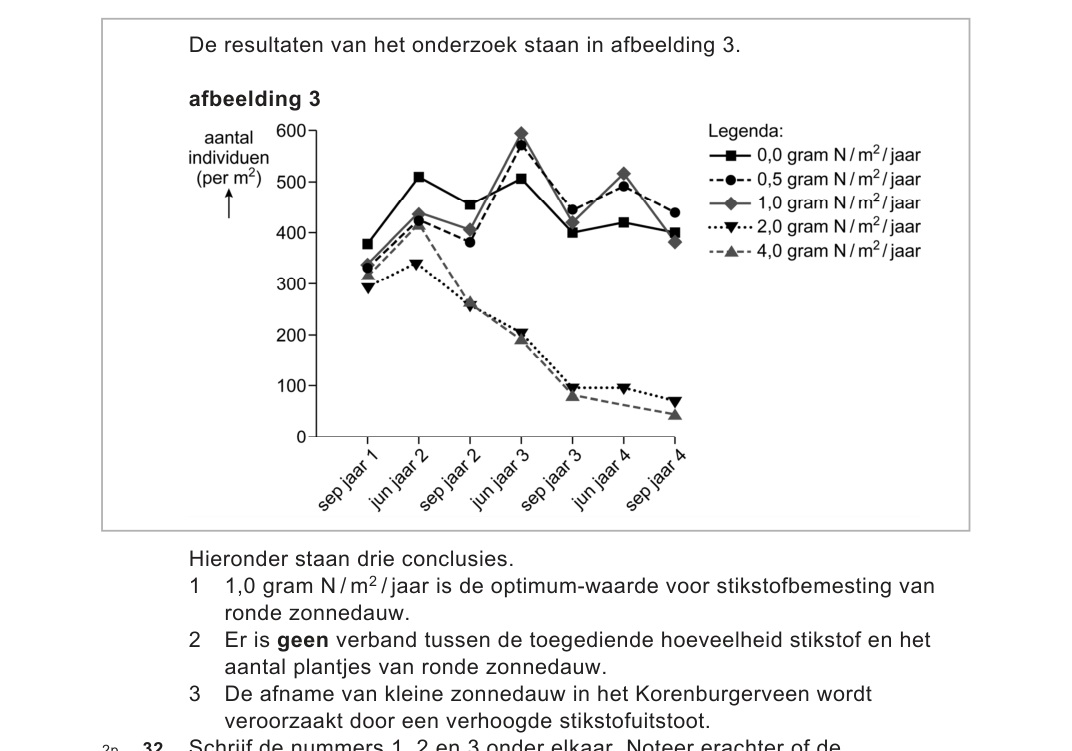 De resultaten van het onderzoek staan in afbeelding 3.
afbeelding 3
aantal
individuen
(per m²)
600
500
400
300
200
100
0
sep jaar 1
jun jaar 2
sep jaar 2
jun jaar 3
sep jaar 3
jun jaar 4
sep jaar 4
Legenda:
0,0 gram N/m²/jaar
0,5 gram N/m²/jaar
1,0 gram N/m²/jaar
2,0 gram N/m²/jaar
4,0 gram N/m²/jaar
Hieronder staan drie conclusies.
1 1,0 gram N/m²/jaar is de optimum-waarde voor stikstofbemesting van
ronde zonnedauw.
2 Er is geen verband tussen de toegediende hoeveelheid stikstof en het
aantal plantjes van ronde zonnedauw.
3 De afname van kleine zonnedauw in het Korenburgerveen wordt
veroorzaakt door een verhoogde stikstofuitstoot.
2p 32 Schrijf de nummers 1, 2 en 3 onder elkaar. Noteer erachter of de